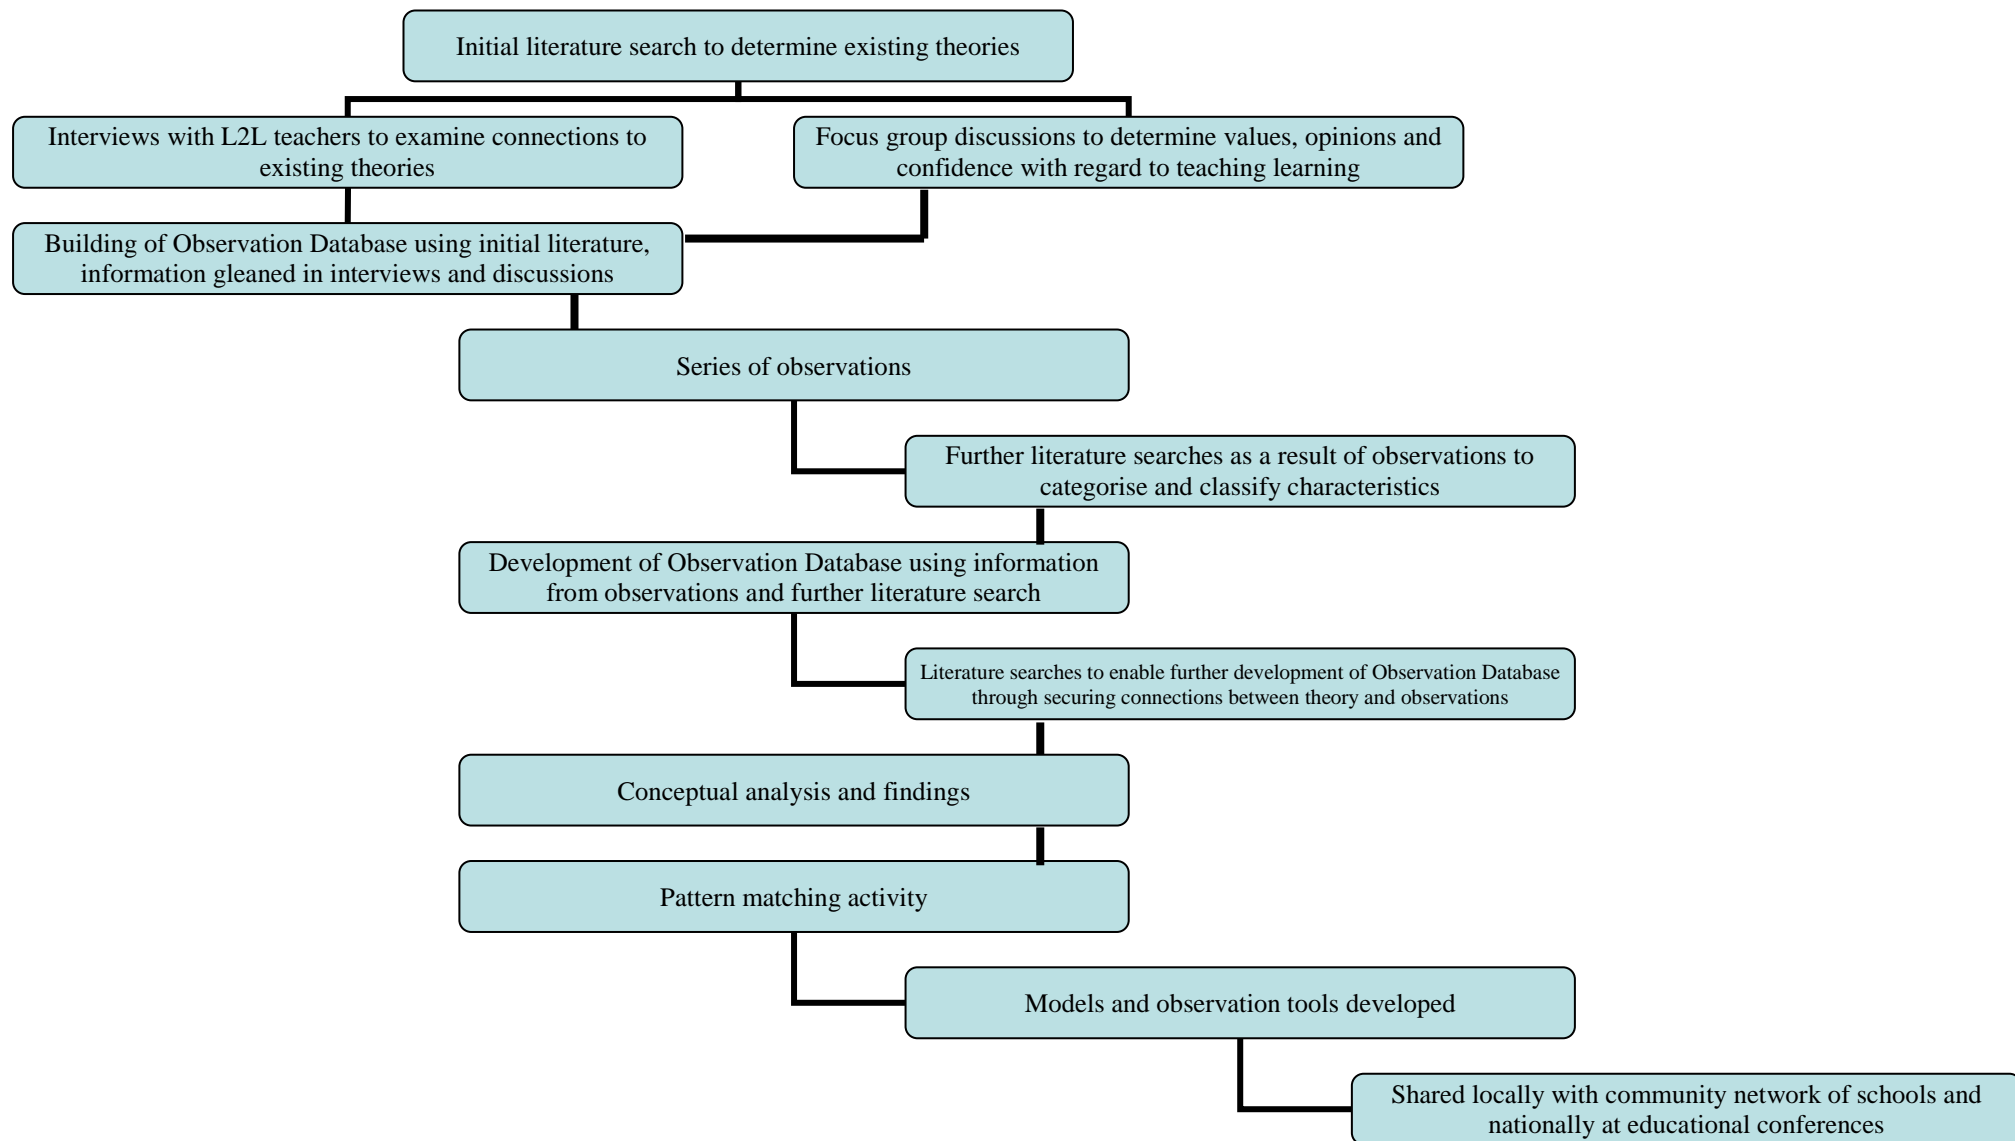 Initial literature search to determine existing theories
Interviews with L2L teachers to examine connections to
existing theories
Focus group discussions to determine values, opinions and
confidence with regard to teaching learning
Building of Observation Database using initial literature,
information gleaned in interviews and discussions
Series of observations
Further literature searches as a result of observations to
categorise and classify characteristics
Development of Observation Database using information
from observations and further literature search
Literature searches to enable further development of Observation Database
through securing connections between theory and observations
Conceptual analysis and findings
Pattern matching activity
Models and observation tools developed
Shared locally with community network of schools and
nationally at educational conferences